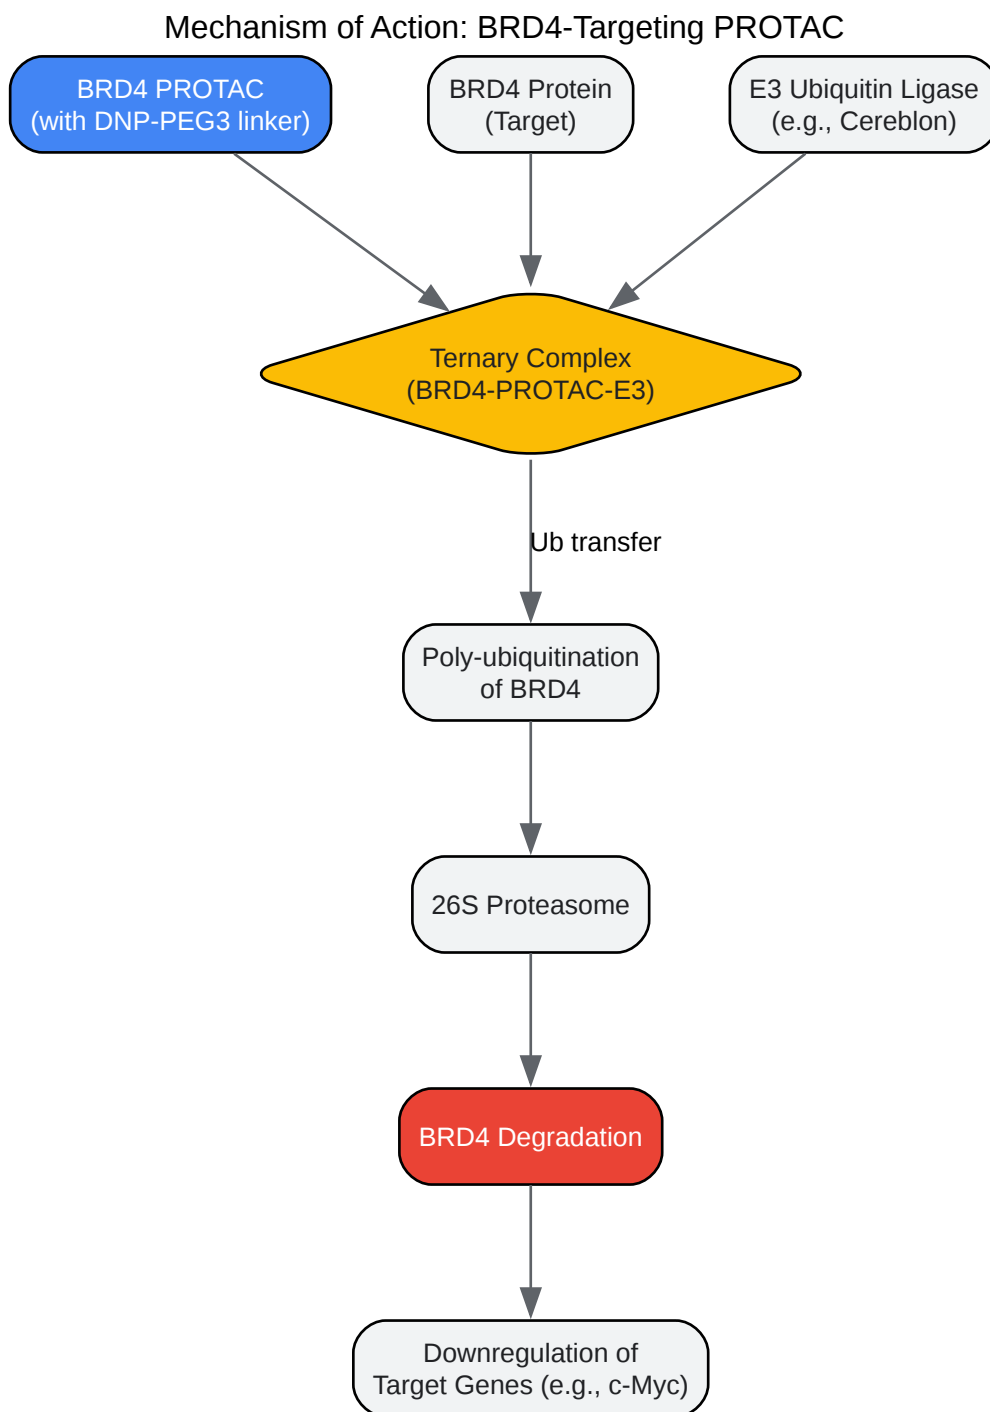 Mechanism of Action: BRD4-Targeting PROTAC
BRD4 PROTAC
(with DNP-PEG3 linker)
BRD4 Protein
(Target)
E3 Ubiquitin Ligase
(e.g., Cereblon)
Ternary Complex
(BRD4-PROTAC-E3)
Ub transfer
Poly-ubiquitination
of BRD4
26S Proteasome
BRD4 Degradation
Downregulation of
Target Genes (e.g., c-Myc)